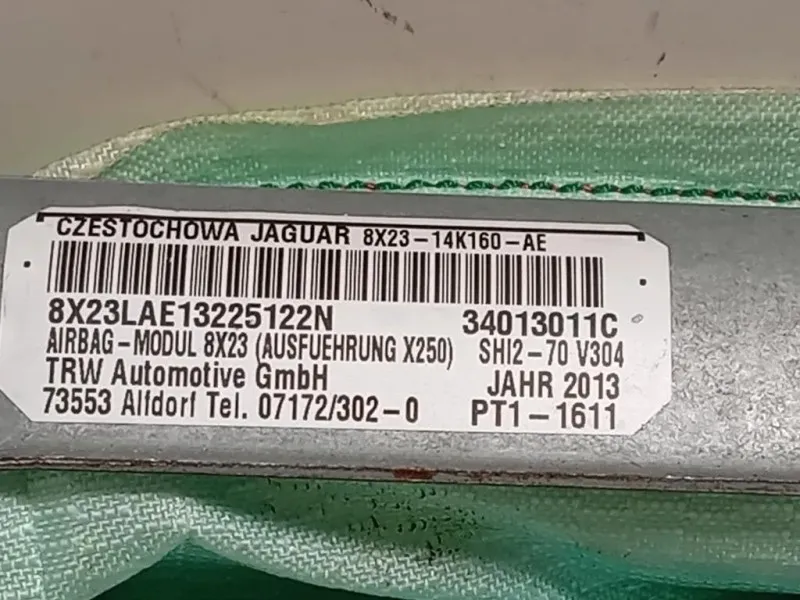 CZESTOCHOWA JAGUAR 8X23-14K160-AE
8X23LAE13225122N 34013011C
AIRBAG-MODUL 8X23 (AUSFUEHRUNG X250) SHI2-70 V304
TRW Automotive GmbH JAHR 2013
73553 Alfdorf Tel. 07172/302-0 PT1-1611